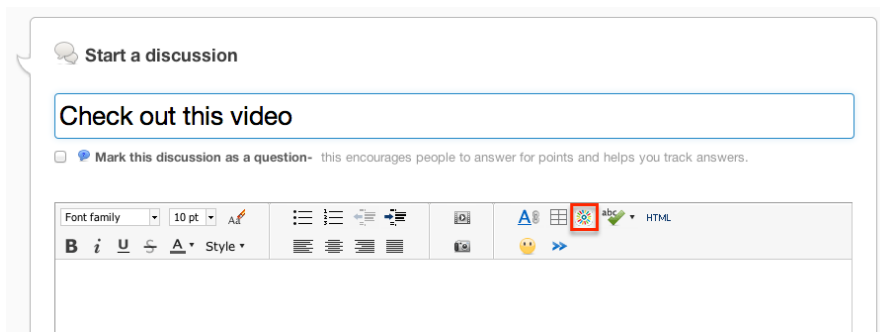 Start a discussion
Check out this video
Mark this discussion as a question- this encourages people to answer for points and helps you track answers.
Font family 10 pt A A abc HTML
B i U S A Style